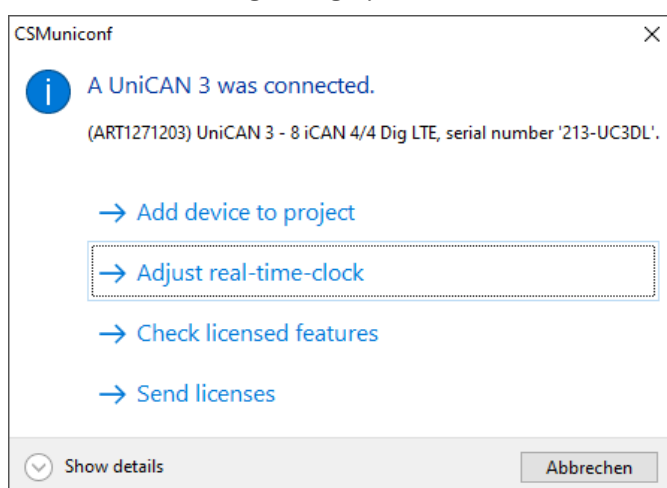 CSMuniconf
A UniCAN 3 was connected.
(ART1271203) UniCAN 3 - 8 iCAN 4/4 Dig LTE, serial number '213-UC3DL'.
Add device to project
Adjust real-time-clock
Check licensed features
Send licenses
Show details
Abbrechen